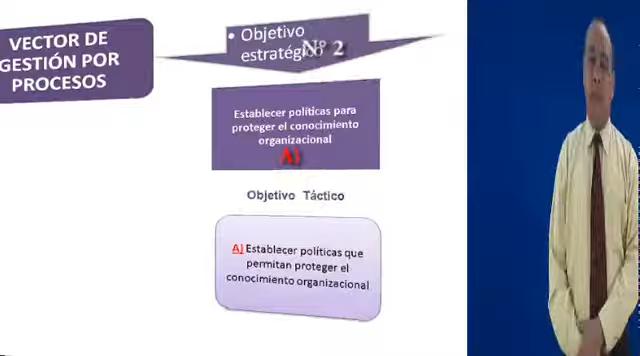 VECTOR DE
GESTIÓN POR
PROCESOS
• Objetivo
estratégico
N° 2
Establecer políticas para
proteger el conocimiento
organizacional
A)
Objetivo Táctico
A) Establecer políticas que
permitan proteger el
conocimiento organizacional